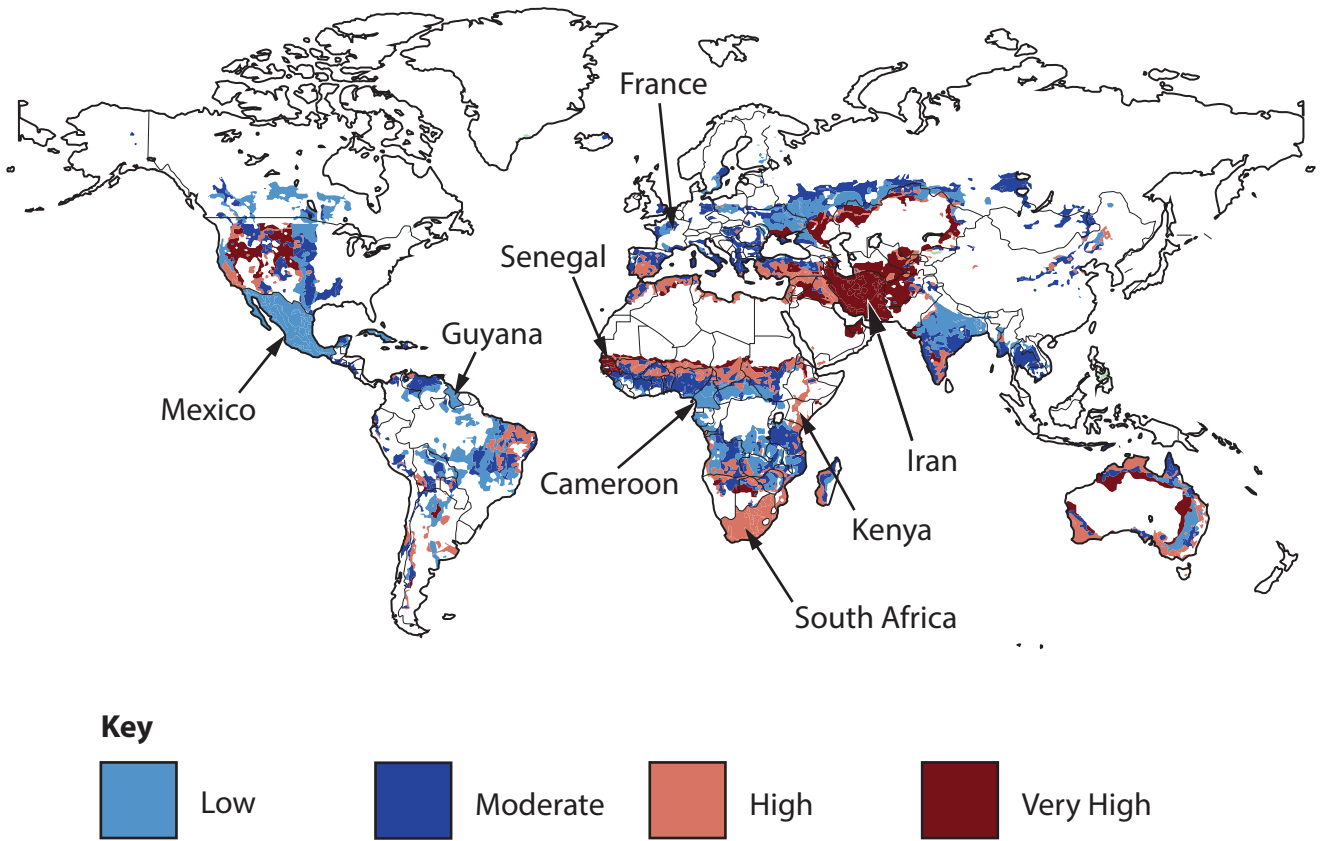 France
Senegal
Guyana
Mexico
Cameroon
Iran
Kenya
South Africa
Key
Low
Moderate
High
Very High